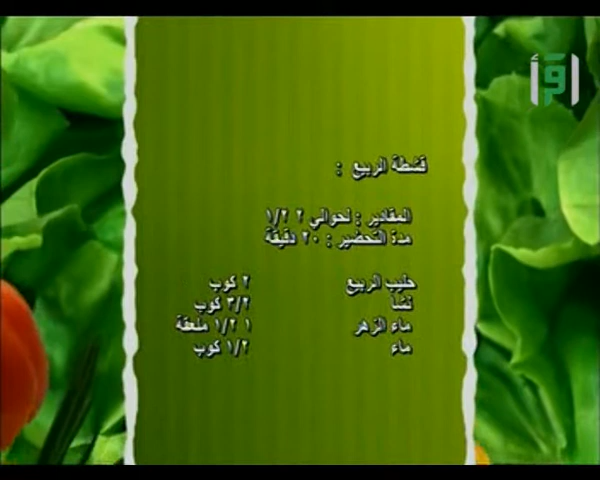 اقرأ
قشطة الربيع :
المقادير : لحوالي ٢ ١/٢
مدة التحضير : ٢٠ دقيقة
حليب الربيع ٢ كوب
نشا ٢/٣ كوب
ماء الزهر ١ ١/٢ ملعقة
ماء ١/٢ كوب